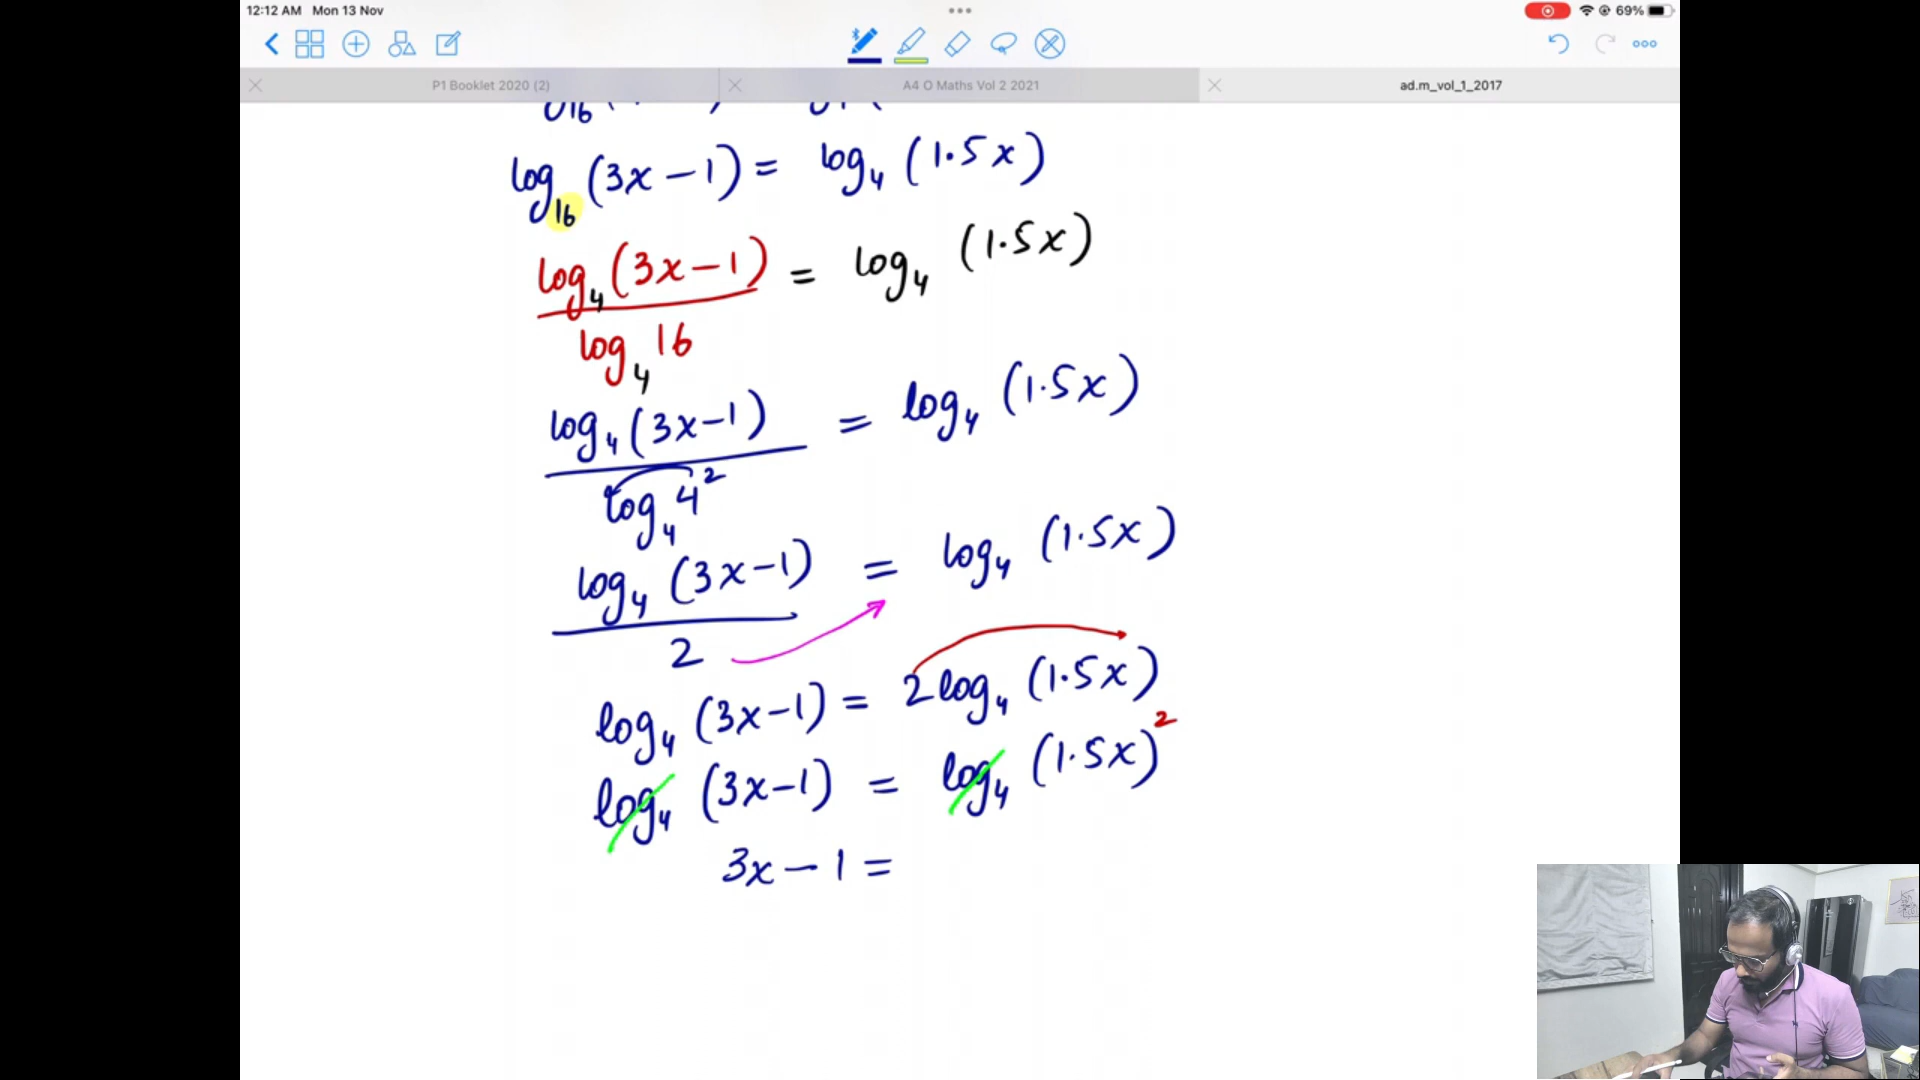 12:12 AM Mon 13 Nov 69%
P1 Booklet 2020 (2) A4 O Maths Vol 2 2021 ad.m_vol_1_2017
log₁₆ (3x − 1) = log₄ (1.5x)
log₄ (3x − 1) / log₄ 16 = log₄ (1.5x)
log₄ (3x − 1) / log₄ 4² = log₄ (1.5x)
log₄ (3x − 1) / 2 = log₄ (1.5x)
log₄ (3x − 1) = 2 log₄ (1.5x)
log₄ (3x − 1) = log₄ (1.5x)²
3x − 1 =